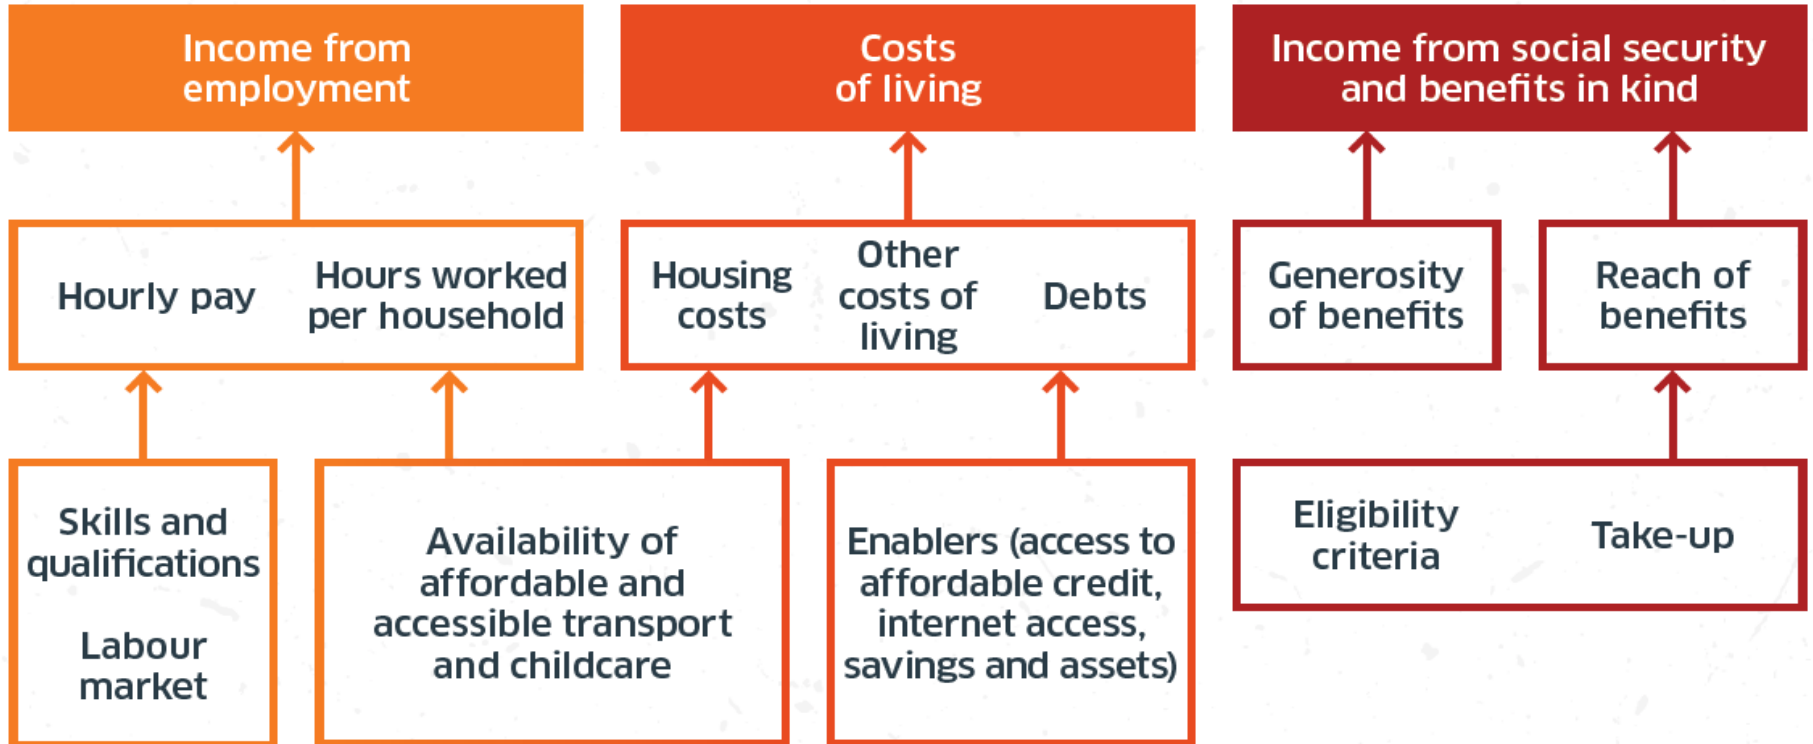 Income from
employment
Costs
of living
Income from social security
and benefits in kind
Hourly pay
Hours worked
per household
Housing
costs
Other
costs of
living
Debts
Generosity
of benefits
Reach of
benefits
Skills and
qualifications
Labour
market
Availability of
affordable and
accessible transport
and childcare
Enablers (access to
affordable credit,
internet access,
savings and assets)
Eligibility
criteria
Take-up